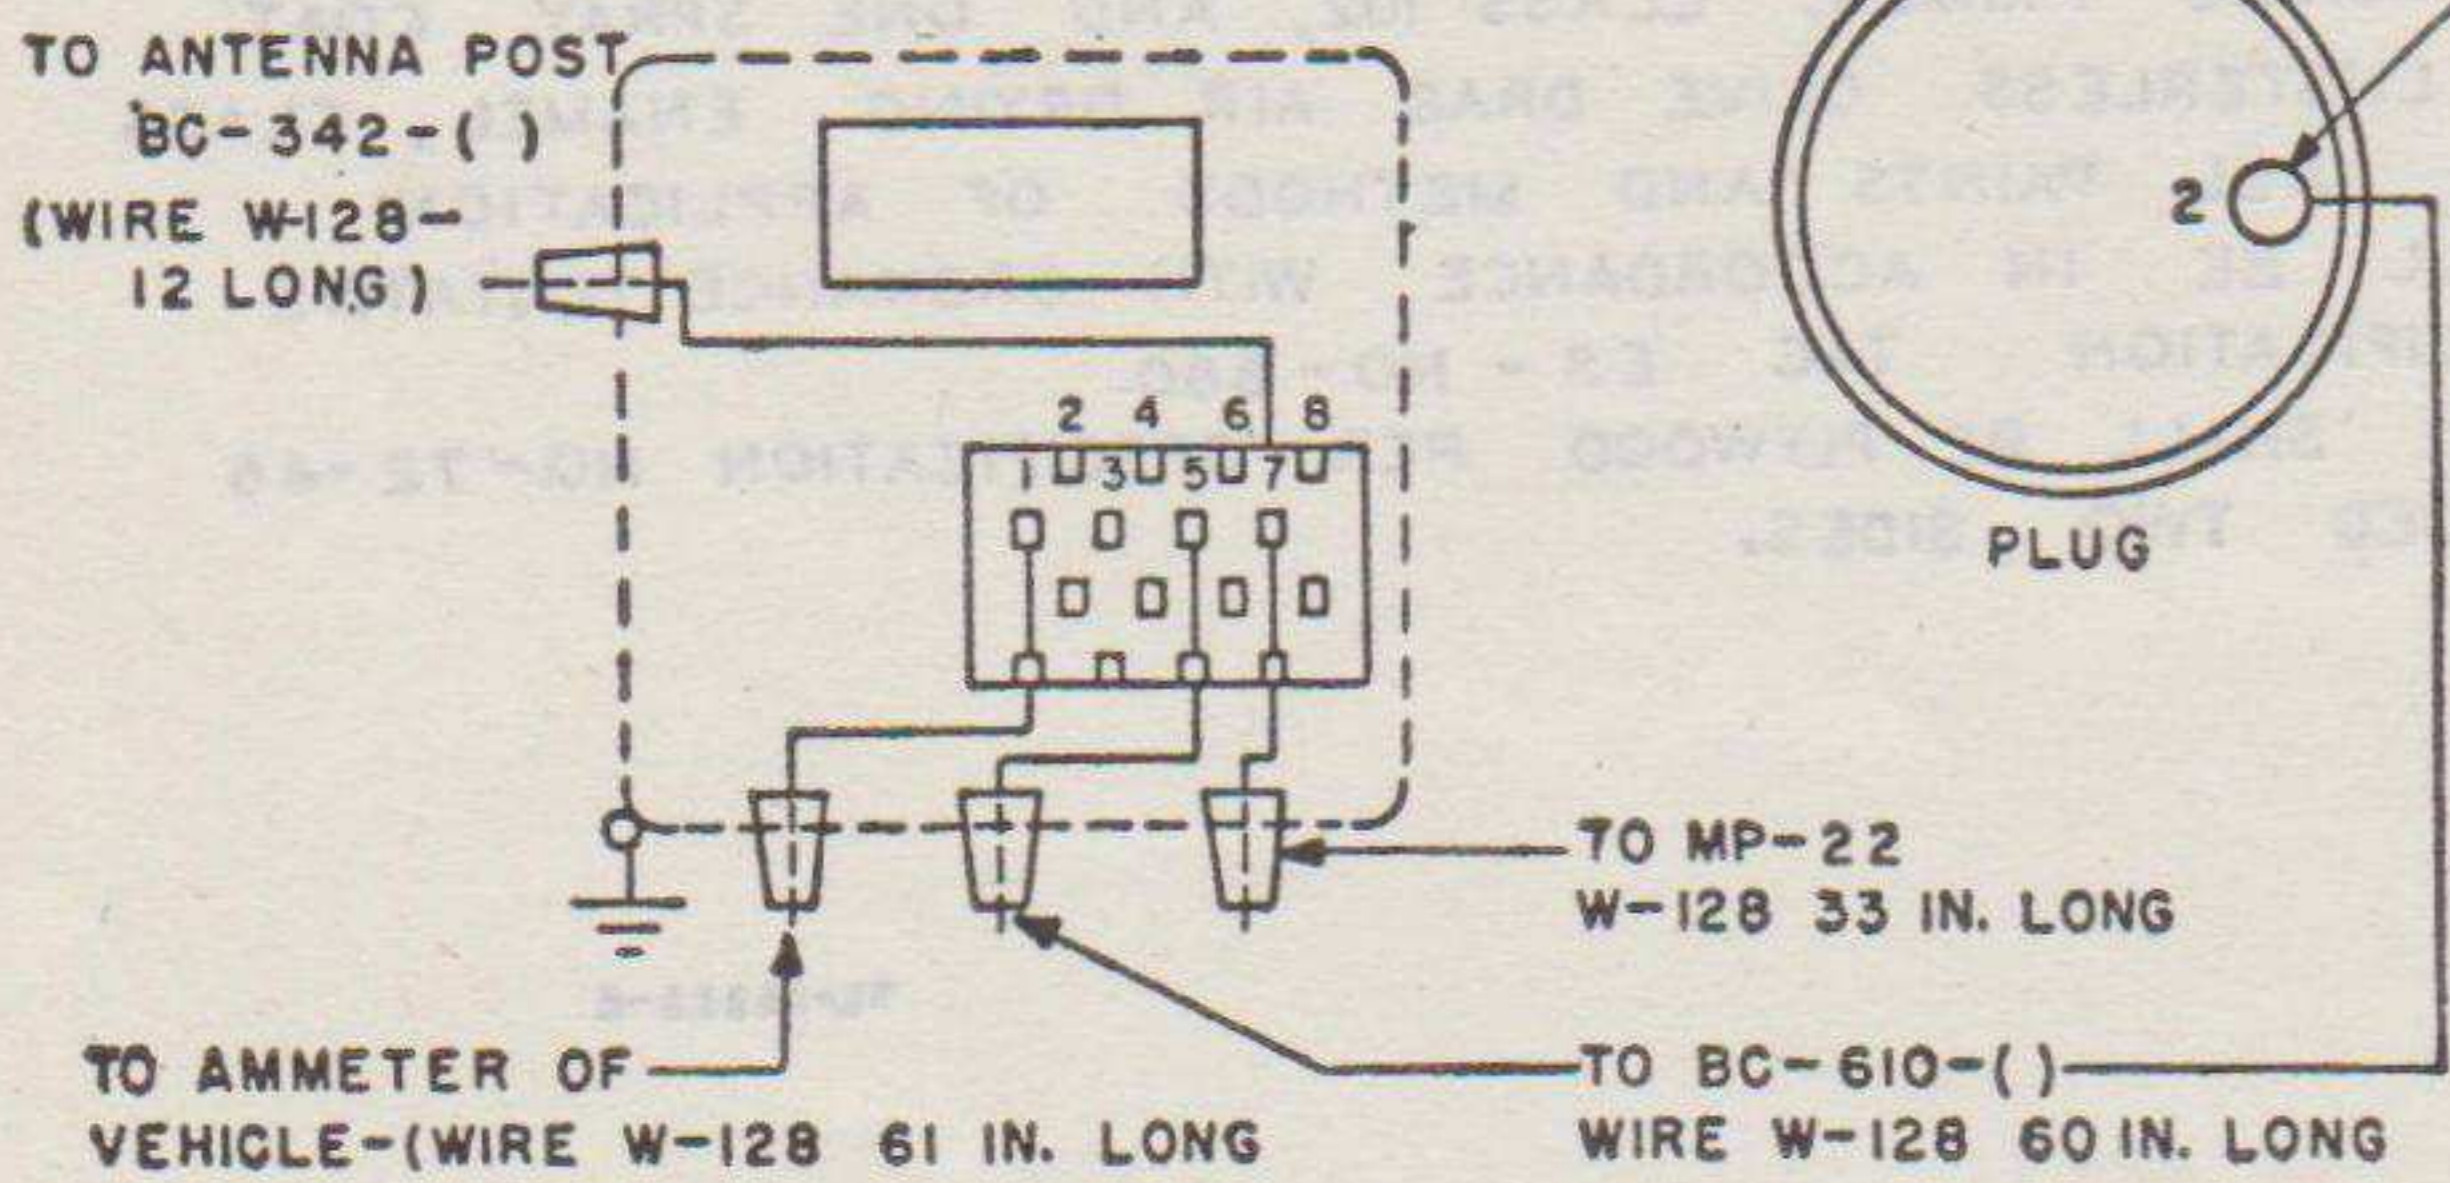 TO ANTENNA POST
BC-342-( )
(WIRE W-128-
12 LONG)
2 4 6 8
1 3 5 7
2
PLUG
TO MP-22
W-128 33 IN. LONG
TO AMMETER OF
VEHICLE-(WIRE W-128 61 IN. LONG
TO BC-610-( )
WIRE W-128 60 IN. LONG